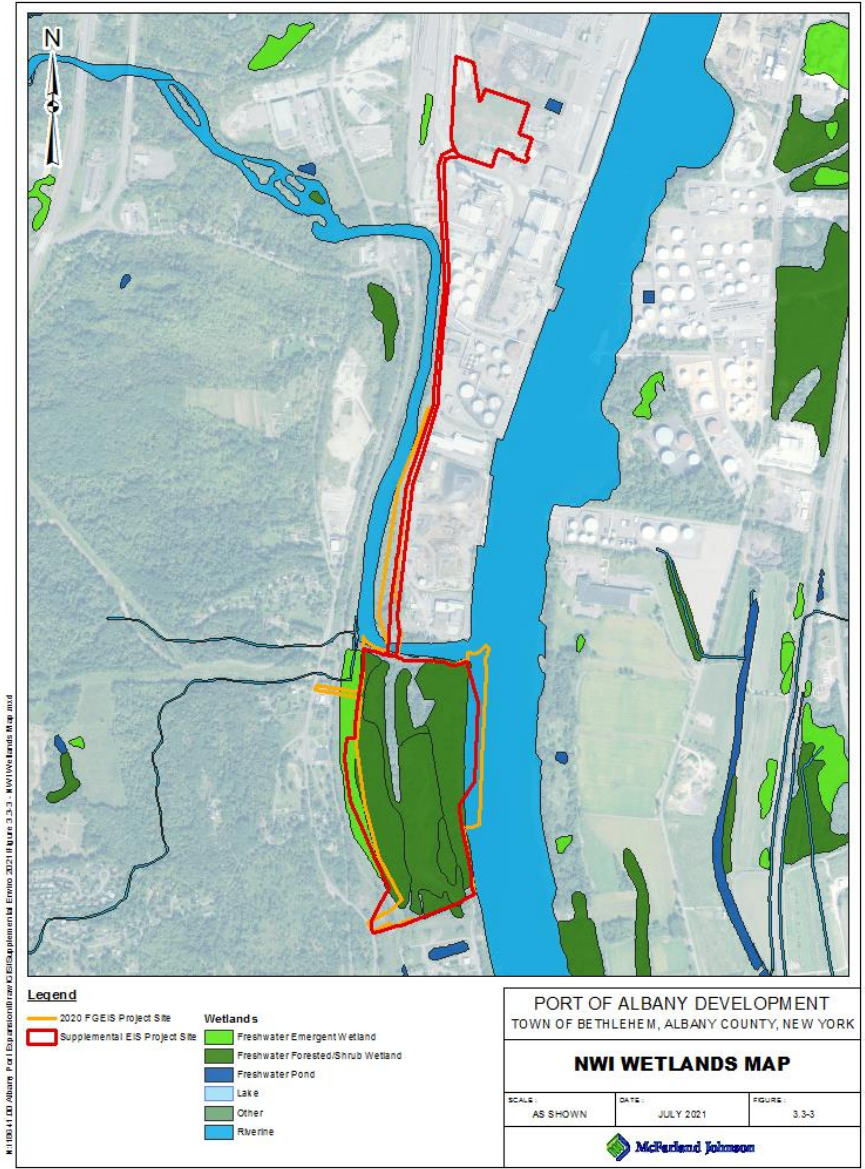 N
Legend
2020 FGEIS Project Site
Supplemental EIS Project Site
Wetlands
Freshwater Emergent Wetland
Freshwater Forested/Shrub Wetland
Freshwater Pond
Lake
Other
Riverine
PORT OF ALBANY DEVELOPMENT
TOWN OF BETHLEHEM, ALBANY COUNTY, NEW YORK
NWI WETLANDS MAP
SCALE:
AS SHOWN
DATE:
JULY 2021
FIGURE:
3.3-3
McFarland Johnson